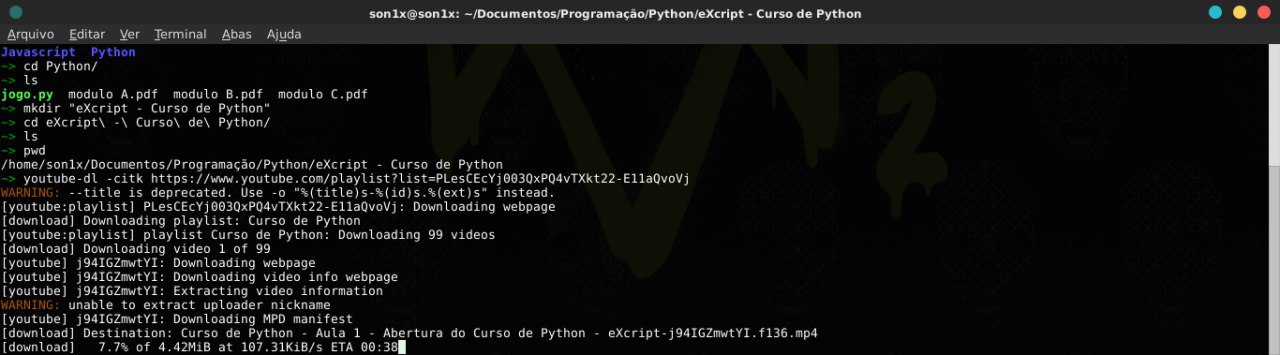 son1x@son1x: ~/Documentos/Programação/Python/eXcript - Curso de Python
Arquivo Editar Ver Terminal Abas Ajuda
Javascript  Python
~> cd Python/
~> ls
jogo.py  modulo A.pdf  modulo B.pdf  modulo C.pdf
~> mkdir "eXcript - Curso de Python"
~> cd eXcript\ -\ Curso\ de\ Python/
~> ls
~> pwd
/home/son1x/Documentos/Programação/Python/eXcript - Curso de Python
~> youtube-dl -citk https://www.youtube.com/playlist?list=PLesCEcYj003QxPQ4vTXkt22-E11aQvoVj
WARNING: --title is deprecated. Use -o "%(title)s-%(id)s.%(ext)s" instead.
[youtube:playlist] PLesCEcYj003QxPQ4vTXkt22-E11aQvoVj: Downloading webpage
[download] Downloading playlist: Curso de Python
[youtube:playlist] playlist Curso de Python: Downloading 99 videos
[download] Downloading video 1 of 99
[youtube] j94IGZmwtYI: Downloading webpage
[youtube] j94IGZmwtYI: Downloading video info webpage
[youtube] j94IGZmwtYI: Extracting video information
WARNING: unable to extract uploader nickname
[youtube] j94IGZmwtYI: Downloading MPD manifest
[download] Destination: Curso de Python - Aula 1 - Abertura do Curso de Python - eXcript-j94IGZmwtYI.f136.mp4
[download]   7.7% of 4.42MiB at 107.31KiB/s ETA 00:38